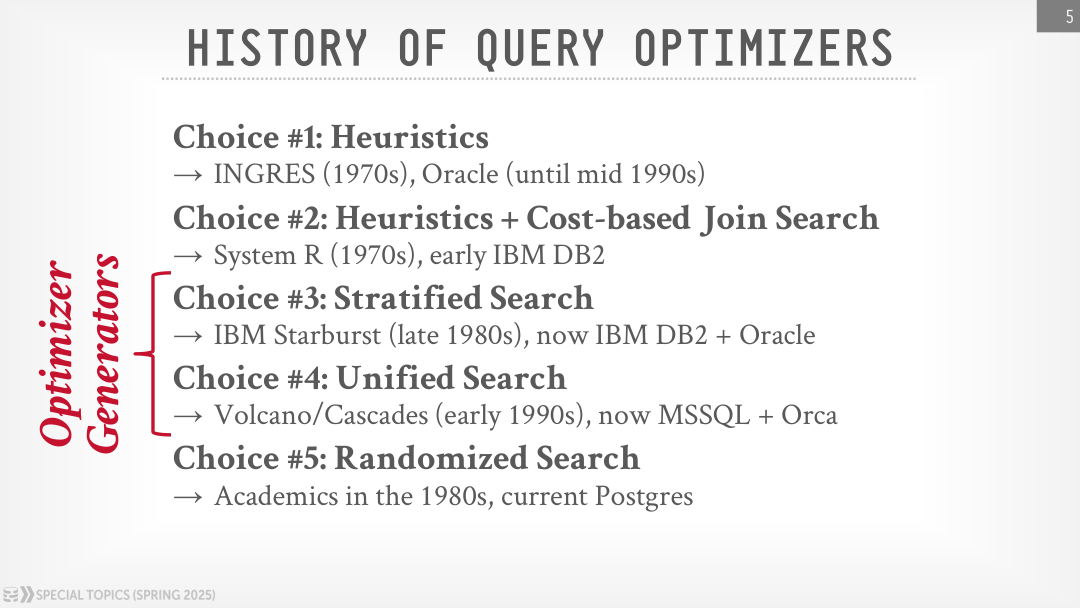 5
HISTORY OF QUERY OPTIMIZERS
Choice #1: Heuristics
→ INGRES (1970s), Oracle (until mid 1990s)
Choice #2: Heuristics + Cost-based Join Search
→ System R (1970s), early IBM DB2
Optimizer
Generators
Choice #3: Stratified Search
→ IBM Starburst (late 1980s), now IBM DB2 + Oracle
Choice #4: Unified Search
→ Volcano/Cascades (early 1990s), now MSSQL + Orca
Choice #5: Randomized Search
→ Academics in the 1980s, current Postgres
SPECIAL TOPICS (SPRING 2025)